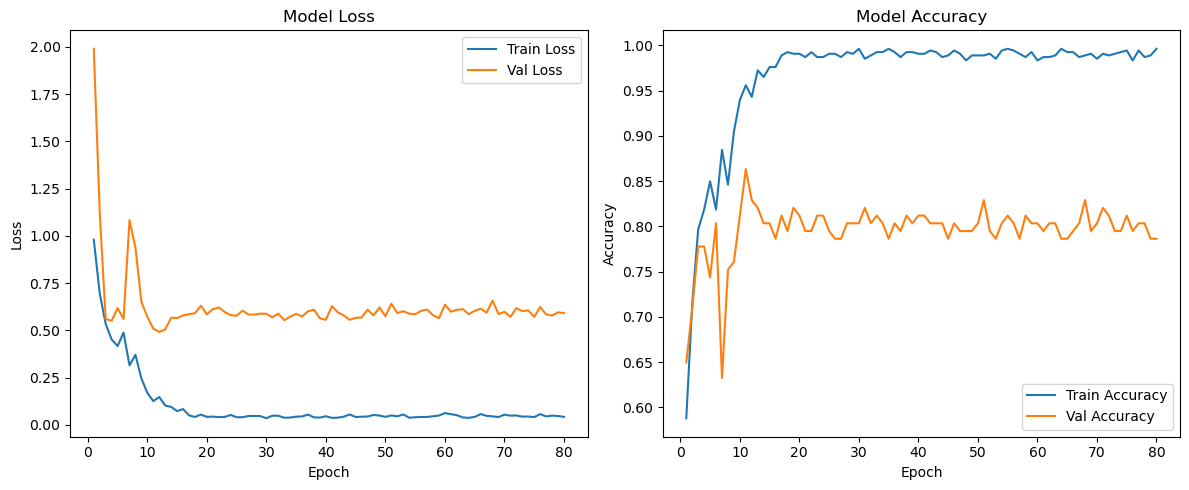 Model Loss
Train Loss
Val Loss
2.00
1.75
1.50
1.25
1.00
0.75
0.50
0.25
0.00
Loss
0 10 20 30 40 50 60 70 80
Epoch
Model Accuracy
1.00
0.95
0.90
0.85
0.80
0.75
0.70
0.65
0.60
Accuracy
Train Accuracy
Val Accuracy
0 10 20 30 40 50 60 70 80
Epoch